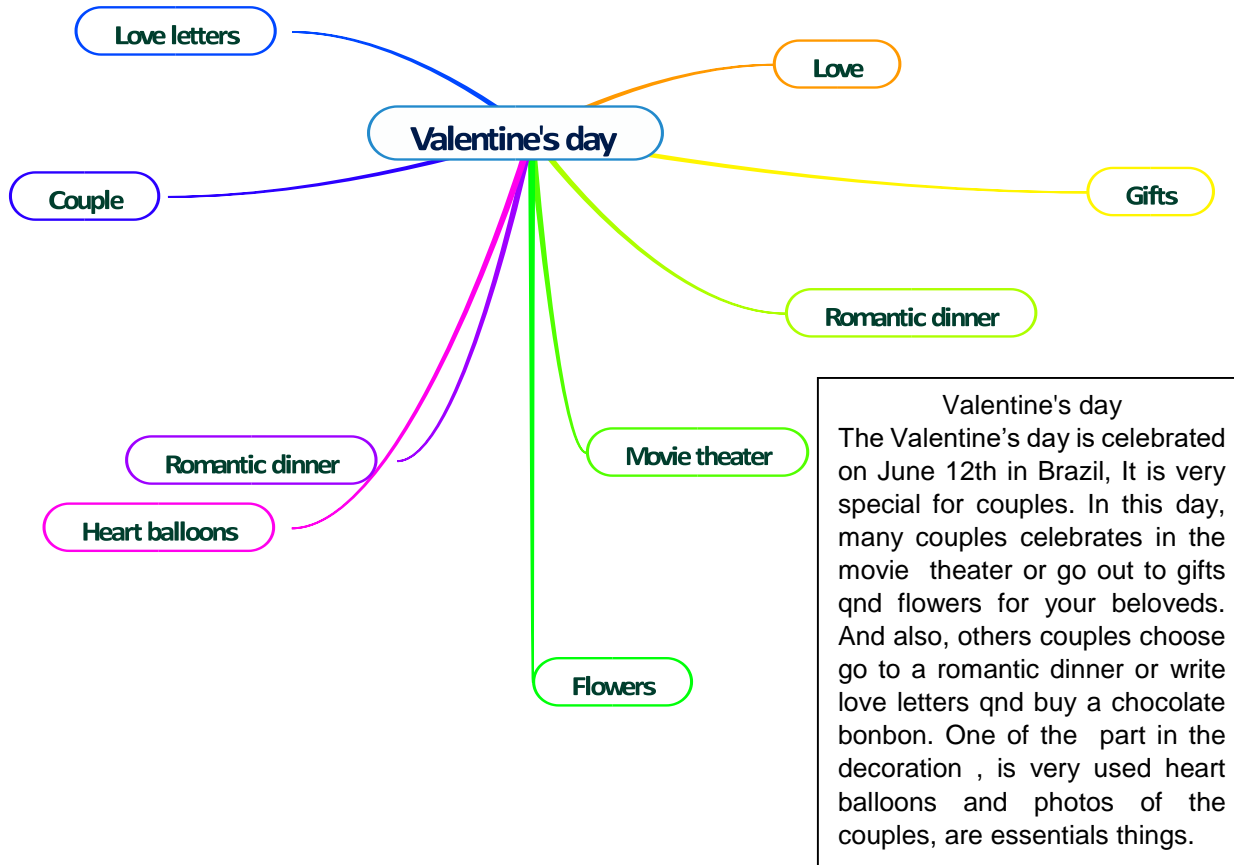 Love letters
Love
Valentine's day
Couple
Gifts
Romantic dinner
Romantic dinner
Movie theater
Heart balloons
Flowers
Valentine's day
The Valentine’s day is celebrated
on June 12th in Brazil, It is very
special for couples. In this day,
many couples celebrates in the
movie theater or go out to gifts
qnd flowers for your beloveds.
And also, others couples choose
go to a romantic dinner or write
love letters qnd buy a chocolate
bonbon. One of the part in the
decoration , is very used heart
balloons and photos of the
couples, are essentials things.